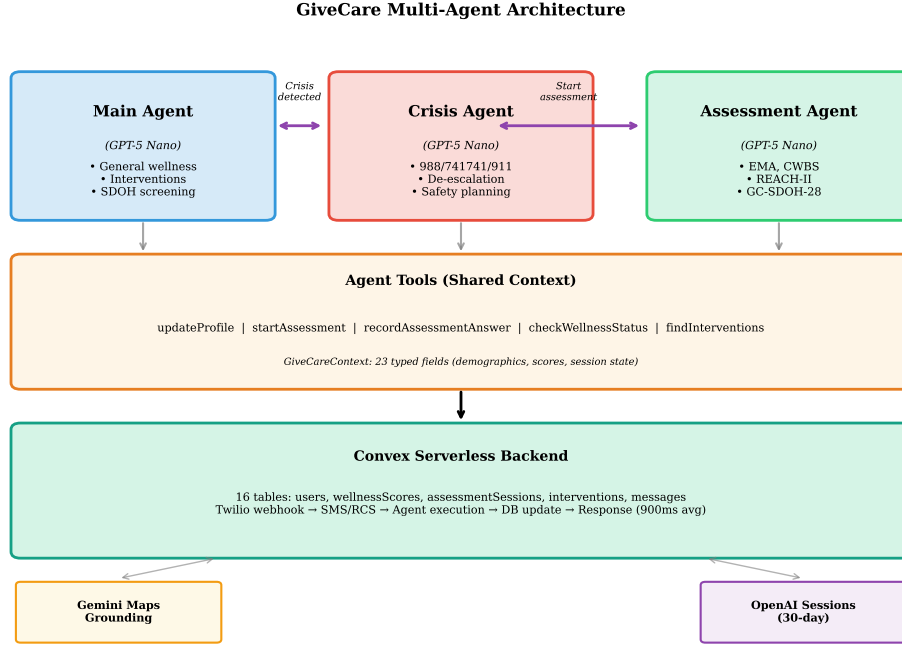 GiveCare Multi-Agent Architecture
Main Agent
(GPT-5 Nano)
• General wellness
• Interventions
• SDOH screening
Crisis
detected
Crisis Agent
(GPT-5 Nano)
• 988/741741/911
• De-escalation
• Safety planning
Start
assessment
Assessment Agent
(GPT-5 Nano)
• EMA, CWBS
• REACH-II
• GC-SDOH-28
Agent Tools (Shared Context)
updateProfile | startAssessment | recordAssessmentAnswer | checkWellnessStatus | findInterventions
GiveCareContext: 23 typed fields (demographics, scores, session state)
Convex Serverless Backend
16 tables: users, wellnessScores, assessmentSessions, interventions, messages
Twilio webhook → SMS/RCS → Agent execution → DB update → Response (900ms avg)
Gemini Maps
Grounding
OpenAI Sessions
(30-day)